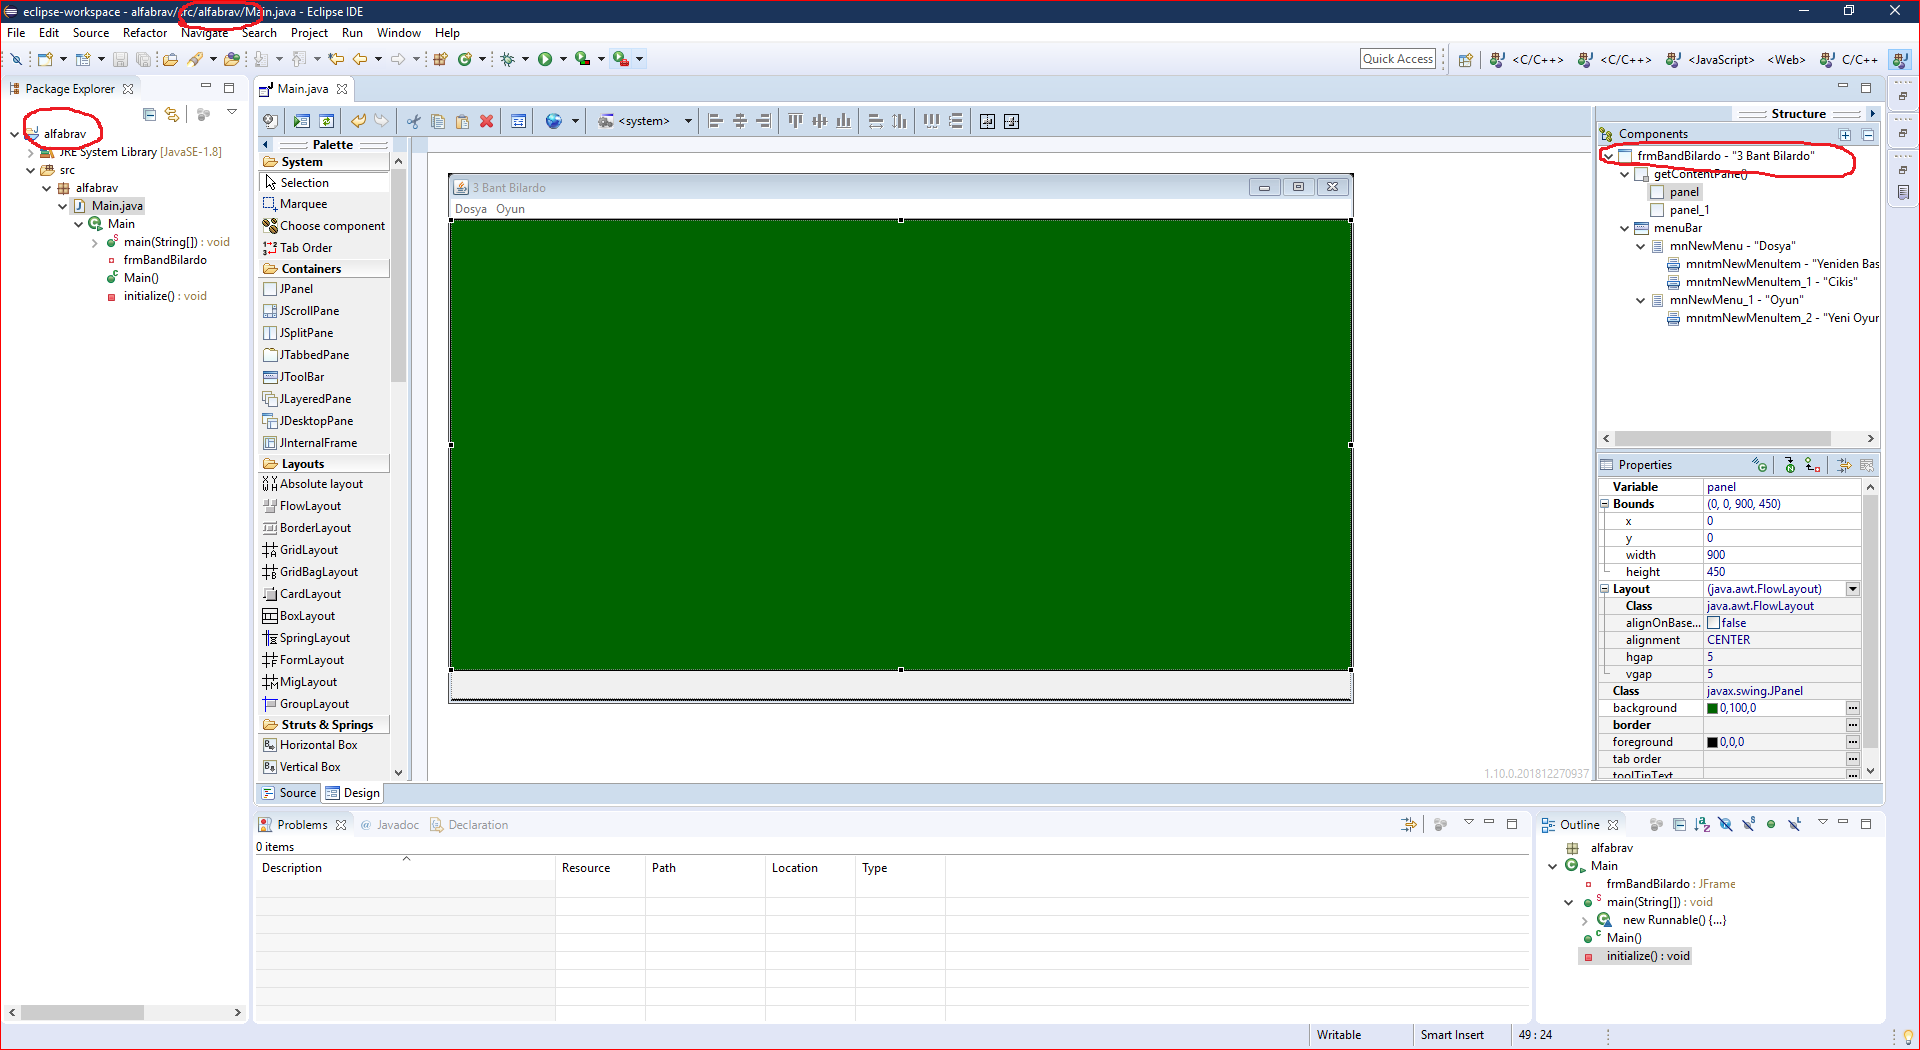 eclipse-workspace - alfabrav/src/alfabrav/Main.java - Eclipse IDE
File Edit Source Refactor Navigate Search Project Run Window Help
Quick Access <C/C++> <C/C++> <JavaScript> <Web> C/C++
Package Explorer
alfabrav
JRE System Library [JavaSE-1.8]
src
alfabrav
Main.java
Main
main(String[]) : void
frmBandBilardo
Main()
initialize() : void
Main.java
<system>
Palette
System
Selection
Marquee
Choose component
Tab Order
Containers
JPanel
JScrollPane
JSplitPane
JTabbedPane
JToolBar
JLayeredPane
JDesktopPane
JInternalFrame
Layouts
Absolute layout
FlowLayout
BorderLayout
GridLayout
GridBagLayout
CardLayout
BoxLayout
SpringLayout
FormLayout
MigLayout
GroupLayout
Struts & Springs
Horizontal Box
Vertical Box
3 Bant Bilardo
Dosya Oyun
1.10.0.201812270937
Source Design
Structure
Components
frmBandBilardo - "3 Bant Bilardo"
getContentPane()
panel
panel_1
menuBar
mnNewMenu - "Dosya"
mntmNewMenuItem - "Yeniden Bas
mntmNewMenuItem_1 - "Cikis"
mnNewMenu_1 - "Oyun"
mntmNewMenuItem_2 - "Yeni Oyur
Properties
Variable panel
Bounds (0, 0, 900, 450)
x 0
y 0
width 900
height 450
Layout (java.awt.FlowLayout)
Class java.awt.FlowLayout
alignOnBase... false
alignment CENTER
hgap 5
vgap 5
Class javax.swing.JPanel
background 0,100,0
border
foreground 0,0,0
tab order
toolTipText
Problems @ Javadoc Declaration
0 items
Description Resource Path Location Type
Outline
alfabrav
Main
frmBandBilardo : JFrame
main(String[]) : void
new Runnable() {...}
Main()
initialize() : void
Writable Smart Insert 49 : 24